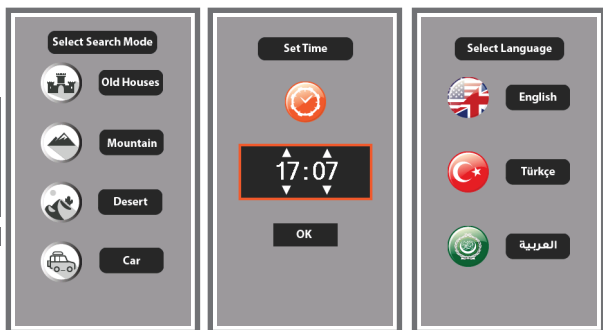 Select Search Mode
Old Houses
Mountain
Desert
Car
Set Time
17:07
OK
Select Language
English
Türkçe
العربية